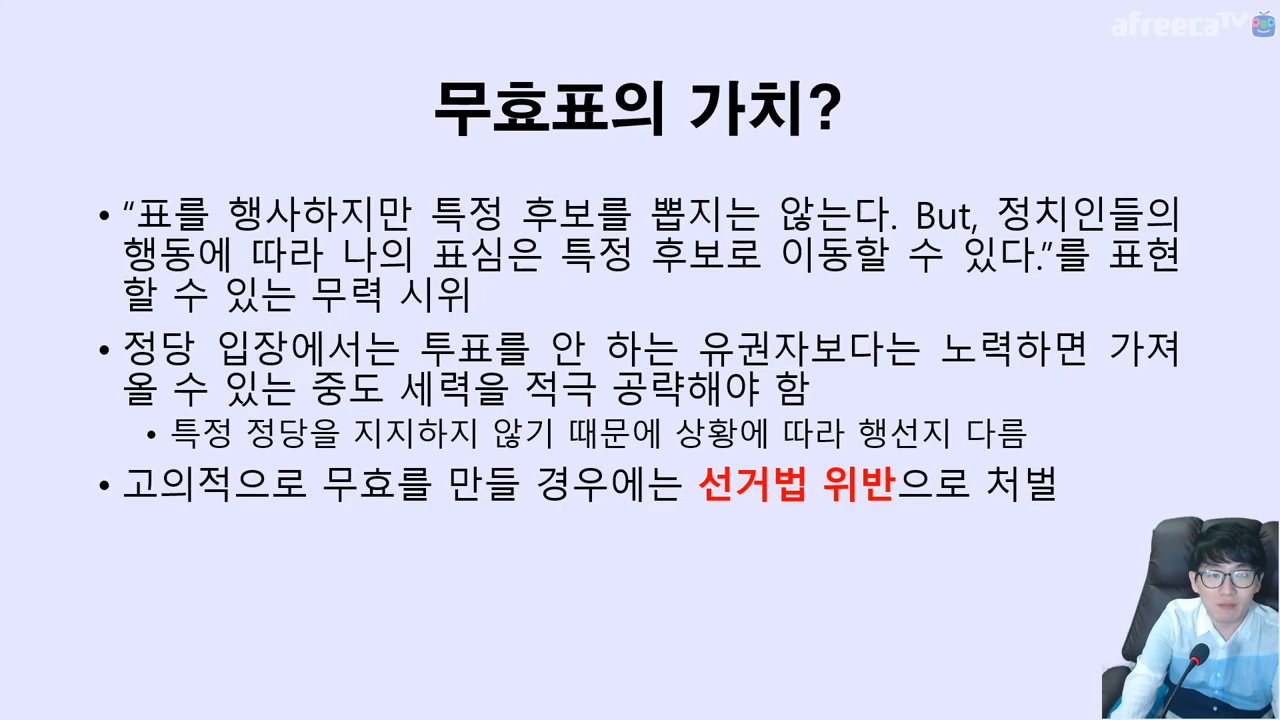 afreecaTV
무효표의 가치?
• “표를 행사하지만 특정 후보를 뽑지는 않는다. But, 정치인들의
행동에 따라 나의 표심은 특정 후보로 이동할 수 있다.”를 표현
할 수 있는 무력 시위
• 정당 입장에서는 투표를 안 하는 유권자보다는 노력하면 가져
올 수 있는 중도 세력을 적극 공략해야 함
• 특정 정당을 지지하지 않기 때문에 상황에 따라 행선지 다름
• 고의적으로 무효를 만들 경우에는 선거법 위반으로 처벌